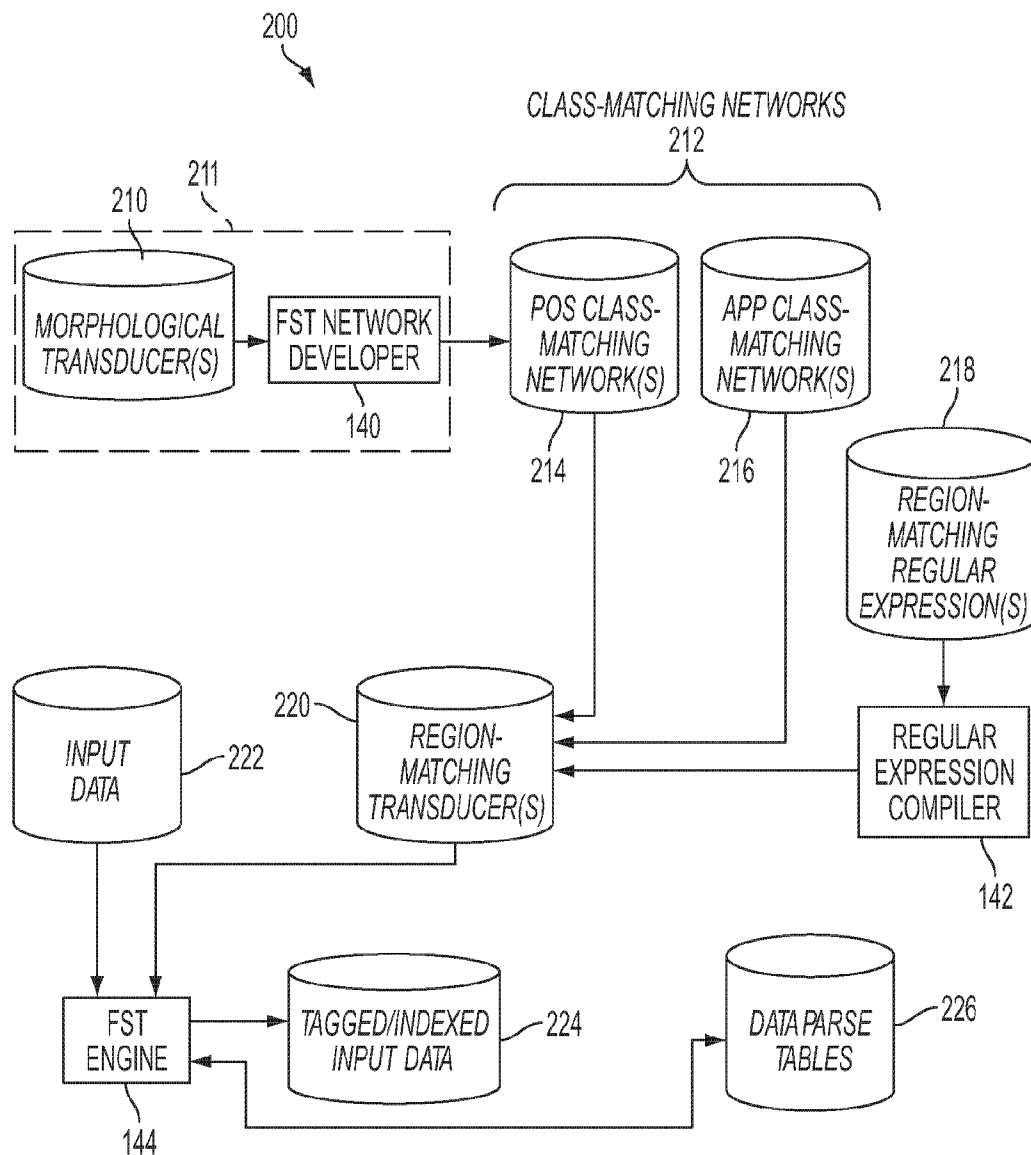 200
CLASS-MATCHING NETWORKS
212
211
210
MORPHOLOGICAL
TRANSDUCER(S)
FST NETWORK
DEVELOPER
140
POS CLASS-
MATCHING
NETWORK(S)
214
APP CLASS-
MATCHING
NETWORK(S)
216
218
REGION-
MATCHING
REGULAR
EXPRESSION(S)
INPUT
DATA
222
220
REGION-
MATCHING
TRANSDUCER(S)
REGULAR
EXPRESSION
COMPILER
142
FST
ENGINE
144
TAGGED/INDEXED
INPUT DATA
224
DATA PARSE
TABLES
226